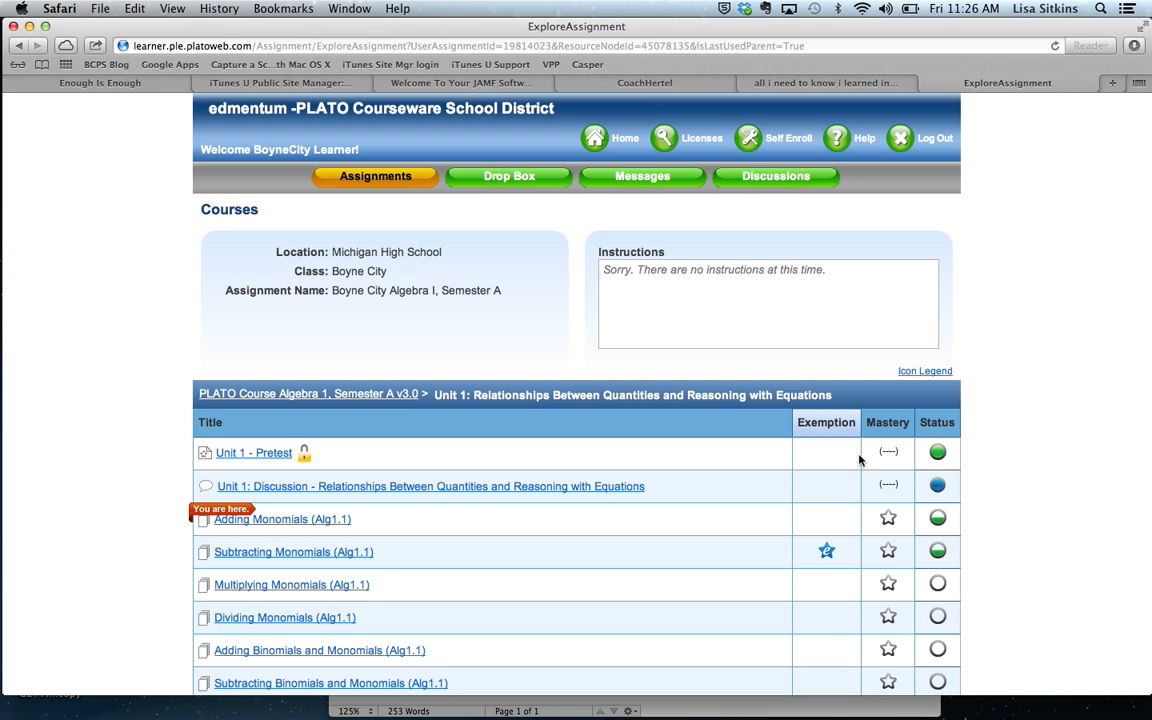 Safari File Edit View History Bookmarks Window Help Fri 11:26 AM Lisa Sitkins
ExploreAssignment
learner.ple.platoweb.com/Assignment/ExploreAssignment?UserAssignmentId=19814023&ResourceNodeId=45078135&IsLastUsedParent=True Reader
BCPS Blog Google Apps Capture a Sc...th Mac OS X iTunes Site Mgr login iTunes U Support VPP Casper
Enough Is Enough iTunes U Public Site Manager:... Welcome To Your JAMF Softw... CoachHertel all i need to know i learned in... ExploreAssignment
edmentum -PLATO Courseware School District
Home Licenses Self Enroll Help Log Out
Welcome BoyneCity Learner!
Assignments Drop Box Messages Discussions
Courses
Location: Michigan High School
Class: Boyne City
Assignment Name: Boyne City Algebra I, Semester A
Instructions
Sorry. There are no instructions at this time.
Icon Legend
PLATO Course Algebra 1, Semester A v3.0 > Unit 1: Relationships Between Quantities and Reasoning with Equations
Title Exemption Mastery Status
Unit 1 - Pretest (---)
Unit 1: Discussion - Relationships Between Quantities and Reasoning with Equations (---)
You are here.
Adding Monomials (Alg1.1)
Subtracting Monomials (Alg1.1) e
Multiplying Monomials (Alg1.1)
Dividing Monomials (Alg1.1)
Adding Binomials and Monomials (Alg1.1)
Subtracting Binomials and Monomials (Alg1.1)
125% 253 Words Page 1 of 1